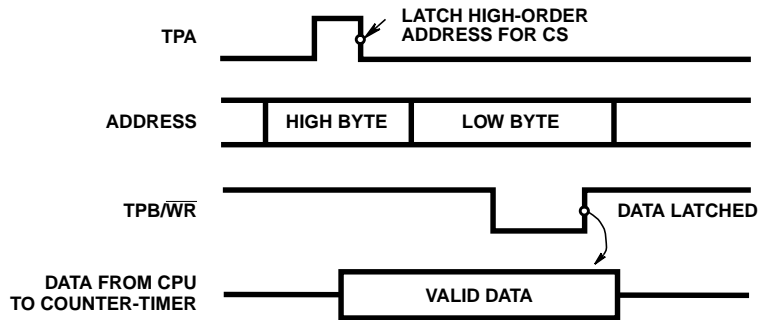 TPA
LATCH HIGH-ORDER
ADDRESS FOR CS
ADDRESS
HIGH BYTE
LOW BYTE
TPB/W̅R̅
DATA LATCHED
DATA FROM CPU
TO COUNTER-TIMER
VALID DATA